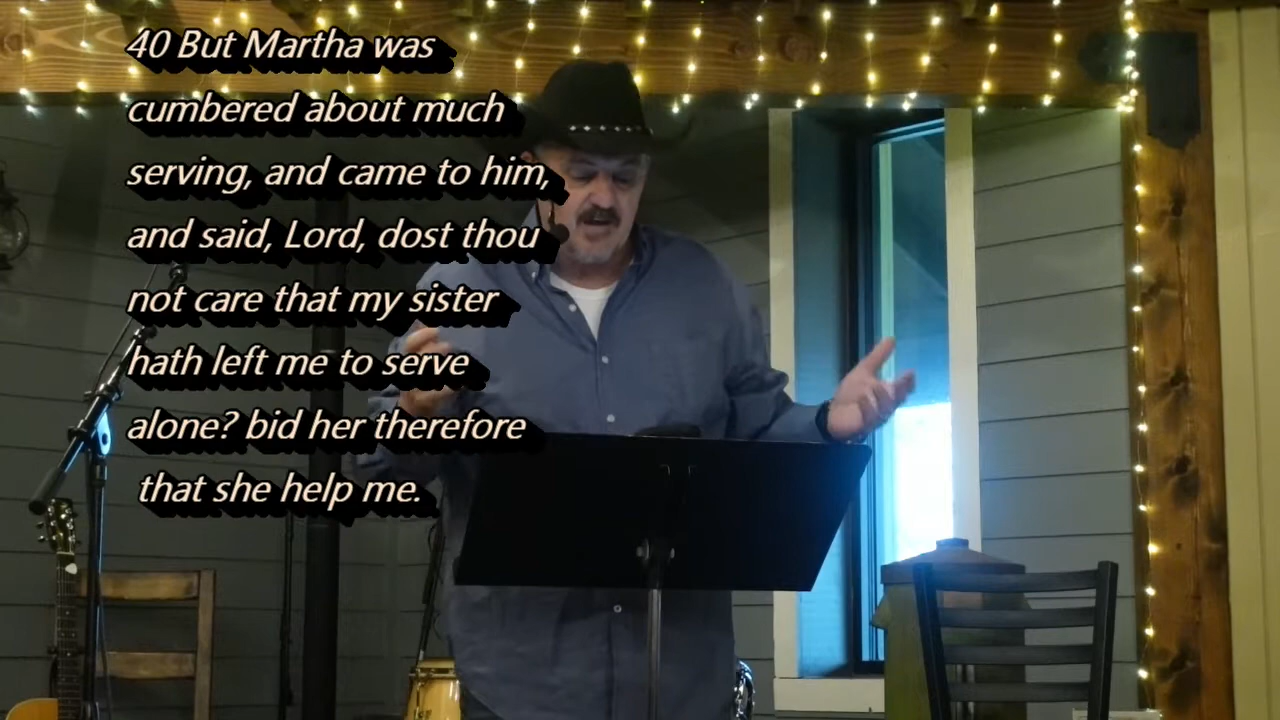 40 But Martha was
cumbered about much
serving, and came to him,
and said, Lord, dost thou
not care that my sister
hath left me to serve
alone? bid her therefore
that she help me.